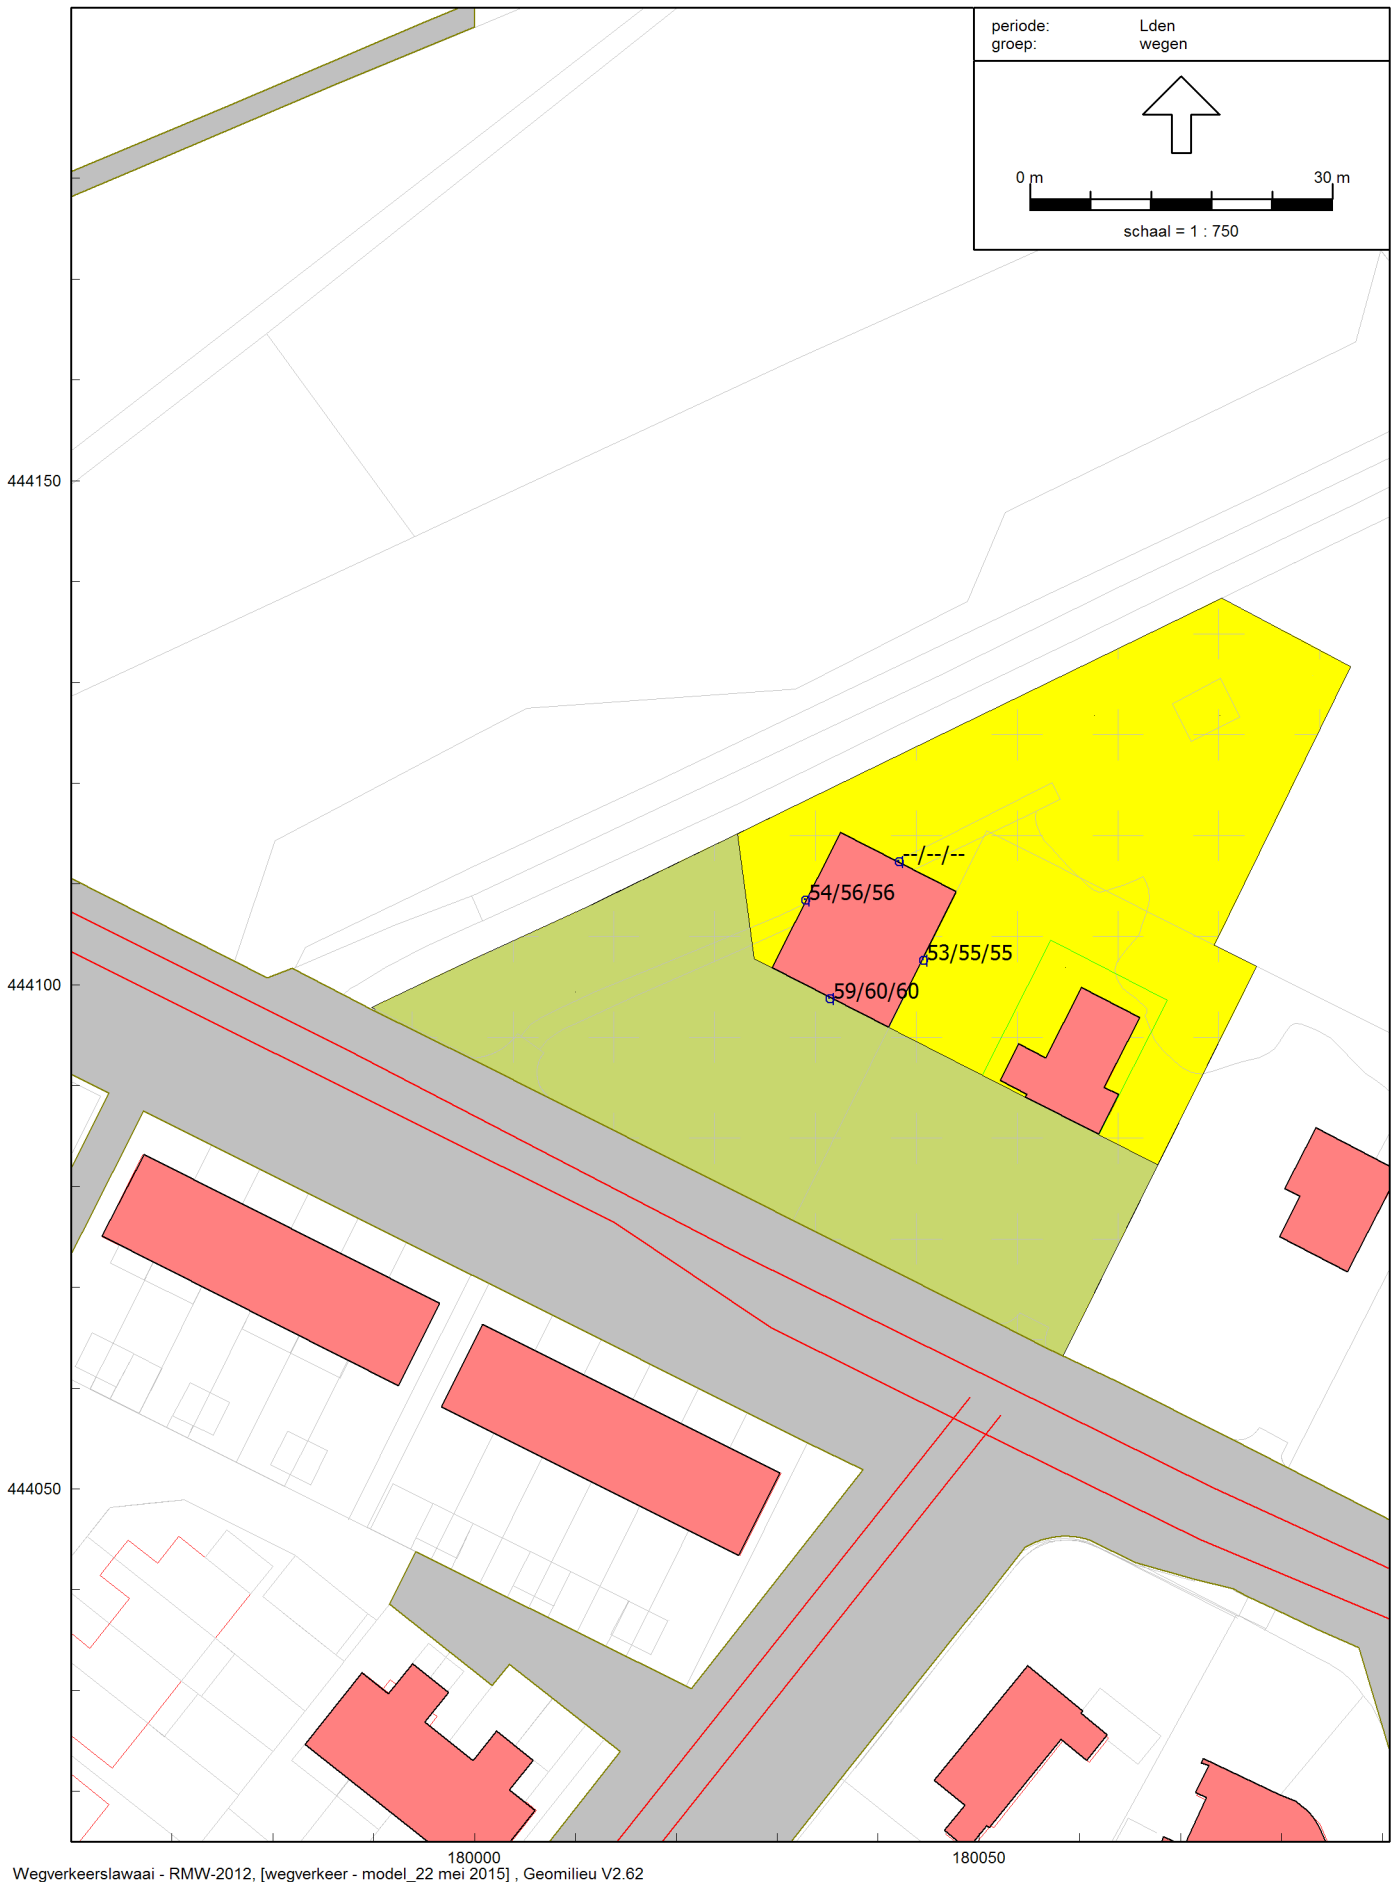 periode: Lden
groep: wegen
0 m 30 m
schaal = 1 : 750
444150
--/--/--
54/56/56
53/55/55
444100
59/60/60
444050
180000 180050
Wegverkeerslawaai - RMW-2012, [wegverkeer - model_22 mei 2015] , Geomilieu V2.62